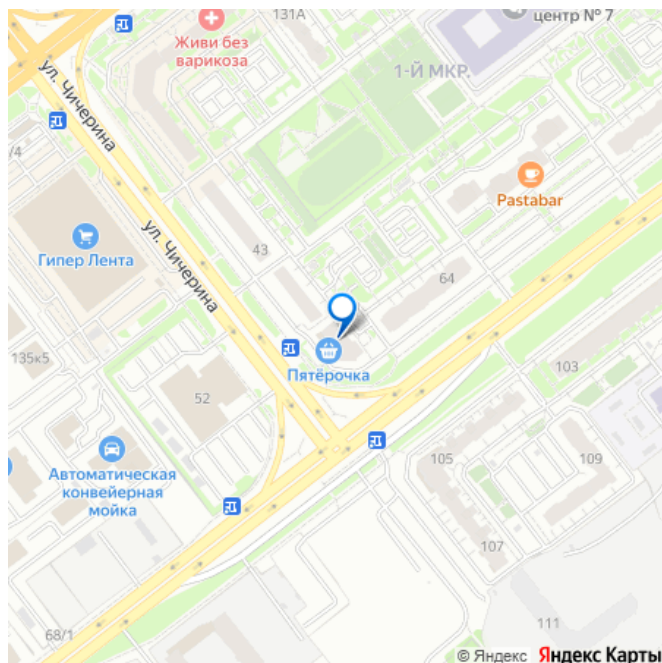 131А
центр № 7
Живи без
варикоза
1-Й МКР.
ул. Чичерина
/4
Pastabar
ул. Чичерина
43
Гипер Лента
64
135к5
Пятёрочка
103
52
105
109
Автоматическая
конвейерная
мойка
107
68/1
111
© Яндекс Яндекс Карты